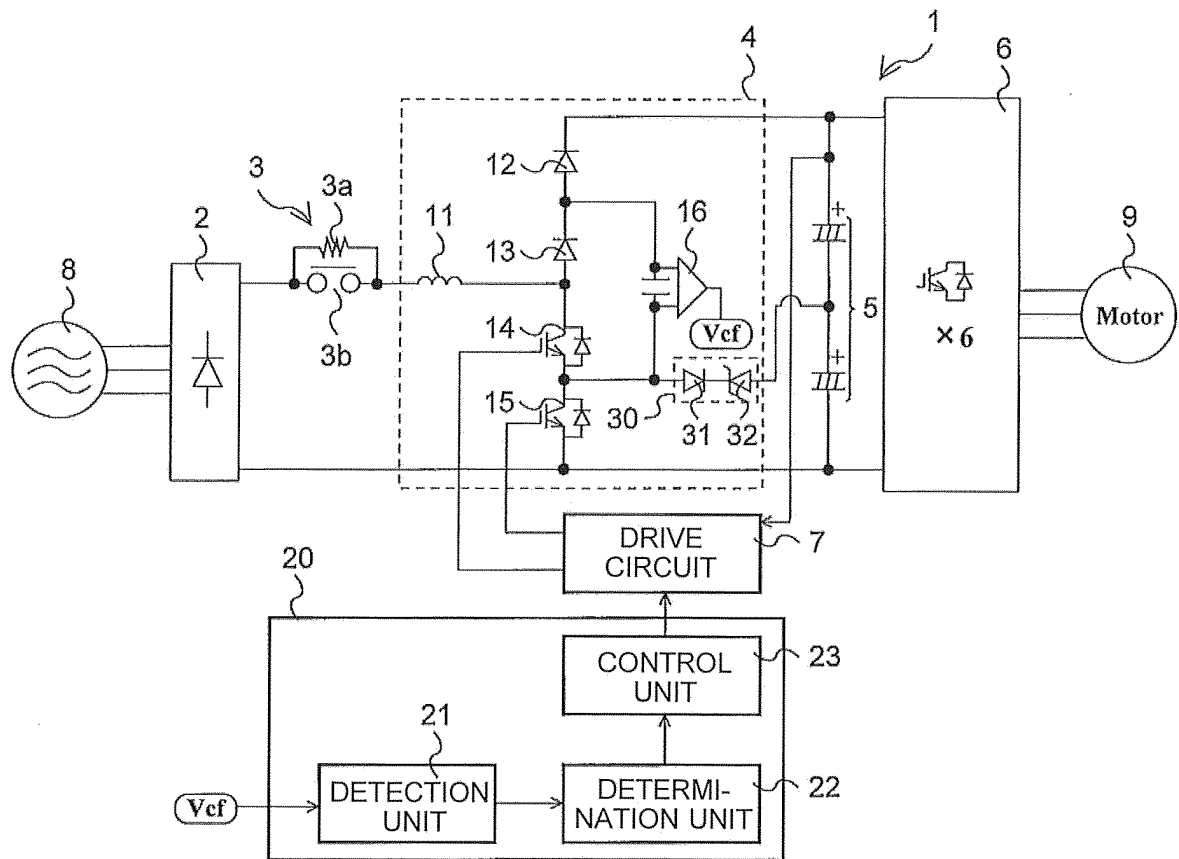 1
4
6
12
3
3a
16
9
2
11
13
8
3b
14
Vcf
5
×6
Motor
15
30
31
32
DRIVE
CIRCUIT
7
20
CONTROL
UNIT
23
21
Vcf
DETECTION
UNIT
DETERMI-
NATION UNIT
22
+
+